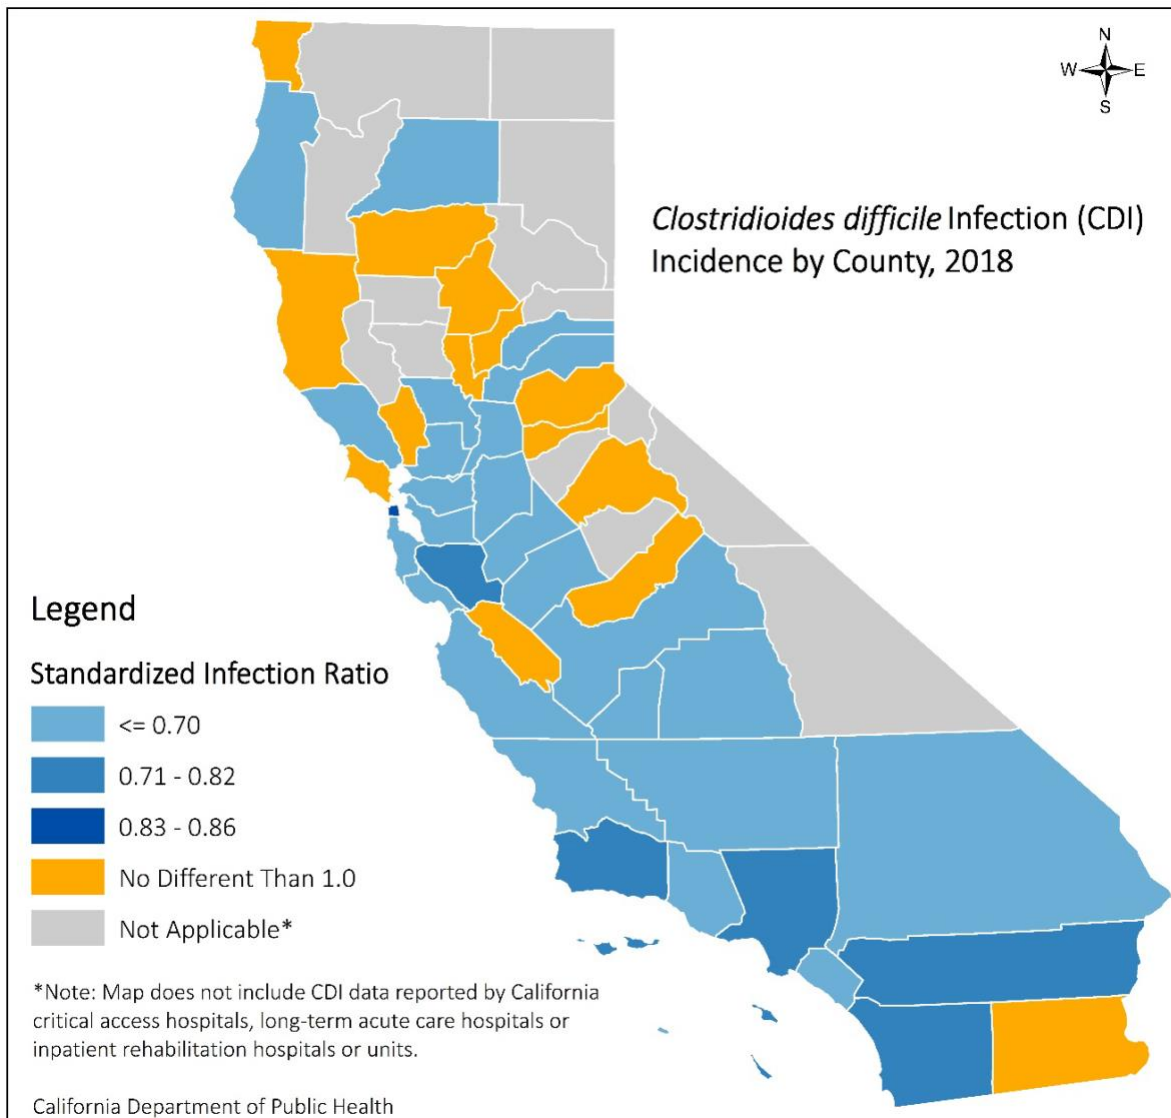 N
W E
S
Clostridioides difficile Infection (CDI)
Incidence by County, 2018
Legend
Standardized Infection Ratio
<= 0.70
0.71 - 0.82
0.83 - 0.86
No Different Than 1.0
Not Applicable*
*Note: Map does not include CDI data reported by California
critical access hospitals, long-term acute care hospitals or
inpatient rehabilitation hospitals or units.
California Department of Public Health